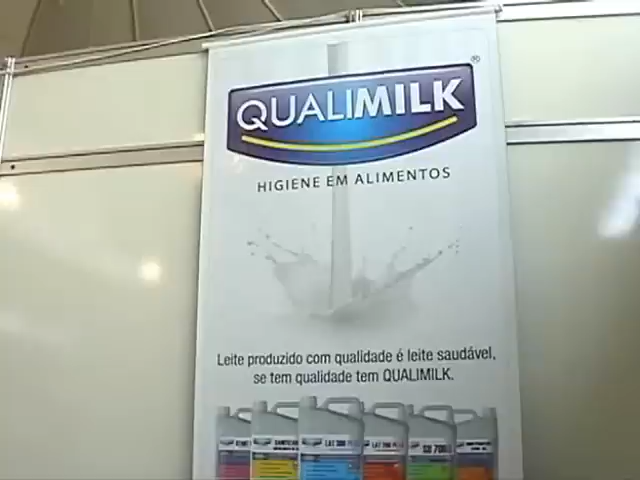 QUALIMILK®
HIGIENE EM ALIMENTOS
Leite produzido com qualidade é leite saudável,
se tem qualidade tem QUALIMILK.